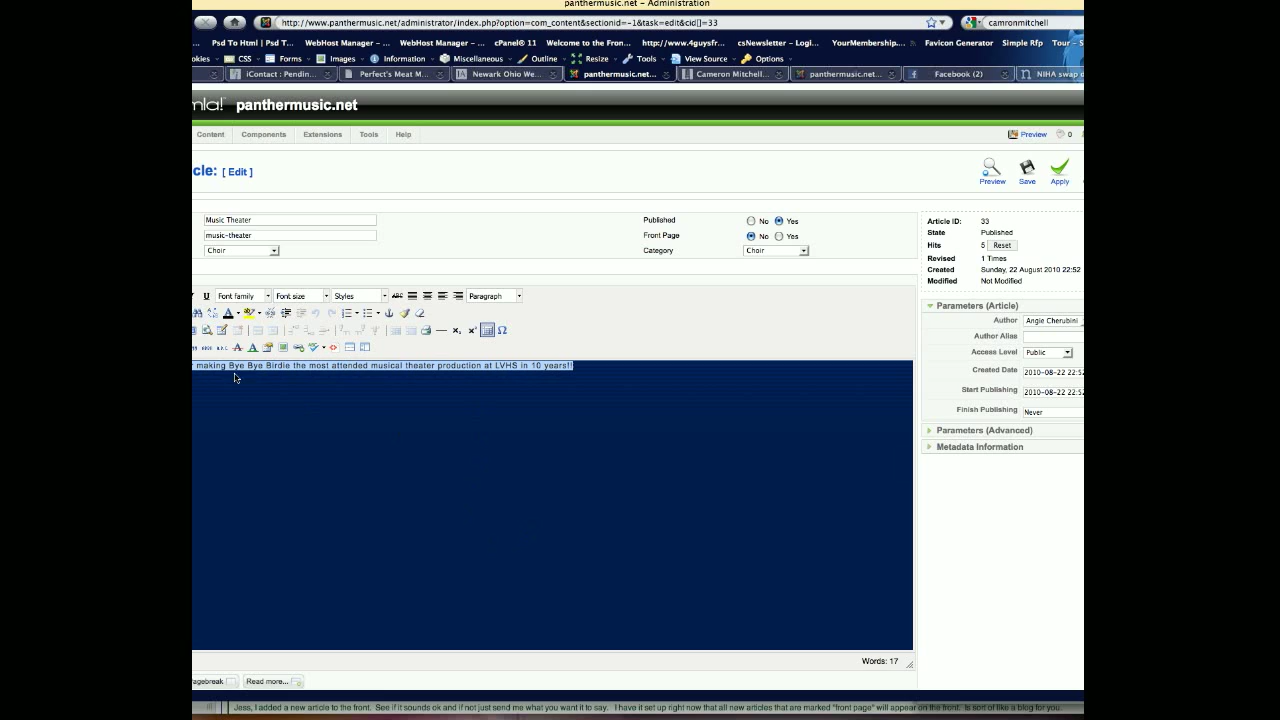 panthermusic.net – Administration
http://www.panthermusic.net/administrator/index.php?option=com_content&sectionid=-1&task=edit&cid[]=33
camronmitchell
Psd To Html | Psd T... WebHost Manager – ... WebHost Manager – ... cPanel® 11 Welcome to the Fron... http://www.4guysfr... csNewsletter – Logi... YourMembership. Favicon Generator Simple Rfp Tour – S
okies CSS Forms Images Information Miscellaneous Outline Resize Tools View Source Options
iContact : Pendin... Perfect's Meat M... Newark Ohio We... panthermusic.net... Cameron Mitchell... panthermusic.net... Facebook (2) NIHA swap d
mla! panthermusic.net
Content Components Extensions Tools Help Preview 0
cle: [ Edit ]
Preview Save Apply
Music Theater Published No Yes
music-theater Front Page No Yes
Choir Category Choir
Article ID: 33
State Published
Hits 5 Reset
Revised 1 Times
Created Sunday, 22 August 2010 22:52
Modified Not Modified
U Font family Font size Styles ABC Paragraph
Parameters (Article)
Author Angie Cherubini
Author Alias
Access Level Public
Created Date 2010-08-22 22:52
Start Publishing 2010-08-22 22:52
Finish Publishing Never
Parameters (Advanced)
Metadata Information
making Bye Bye Birdie the most attended musical theater production at LVHS in 10 years!!
Words: 17
agebreak Read more...
Jess, I added a new article to the front. See if it sounds ok and if not just send me what you want it to say. I have it set up right now that all new articles that are marked "front page" will appear on the front. Is sort of like a blog for you.